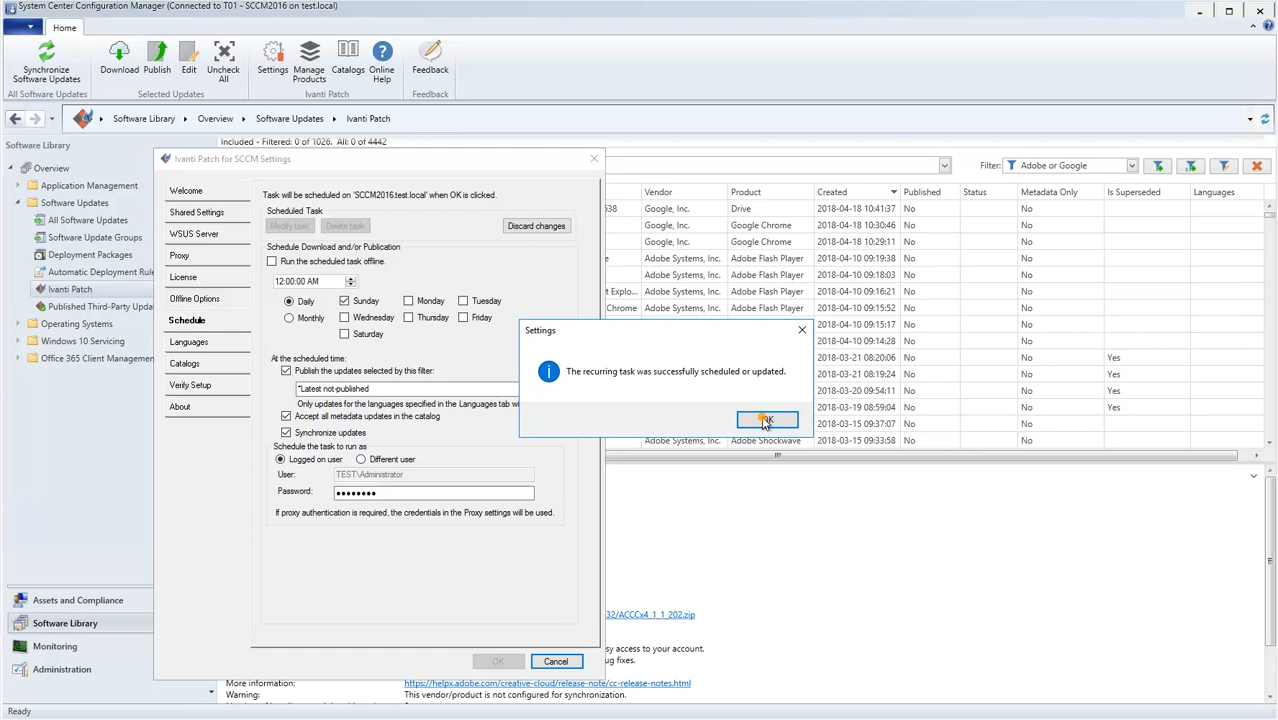 System Center Configuration Manager (Connected to T01 - SCCM2016 on test.local)
Home
Synchronize Software Updates
Download
Publish
Edit
Uncheck All
Settings
Manage Products
Catalogs
Online Help
Feedback
All Software Updates
Selected Updates
Ivanti Patch
Feedback
Software Library
Overview
Software Updates
Ivanti Patch
Software Library
Included - Filtered: 0 of 1026. All: 0 of 4442
Overview
Application Management
Software Updates
All Software Updates
Software Update Groups
Deployment Packages
Automatic Deployment Rule
Ivanti Patch
Published Third-Party Updat
Operating Systems
Windows 10 Servicing
Office 365 Client Managemen
Assets and Compliance
Software Library
Monitoring
Administration
Ivanti Patch for SCCM Settings
Welcome
Shared Settings
WSUS Server
Proxy
License
Offline Options
Schedule
Languages
Catalogs
Verify Setup
About
Task will be scheduled on 'SCCM2016.test.local' when OK is clicked.
Scheduled Task
Modify task
Delete task
Discard changes
Schedule Download and/or Publication
Run the scheduled task offline.
12:00:00 AM
Daily
Sunday
Monday
Tuesday
Monthly
Wednesday
Thursday
Friday
Saturday
At the scheduled time:
Publish the updates selected by this filter:
*Latest not-published
Only updates for the languages specified in the Languages tab wi
Accept all metadata updates in the catalog
Synchronize updates
Schedule the task to run as
Logged on user
Different user
User:
TEST\Administrator
Password:
If proxy authentication is required, the credentials in the Proxy settings will be used.
OK
Cancel
Filter:
Adobe or Google
Vendor Product Created Published Status Metadata Only Is Superseded Languages
638 Google, Inc. Drive 2018-04-18 10:41:37 No No
Google, Inc. Google Chrome 2018-04-18 10:30:46 No No
Google, Inc. Google Chrome 2018-04-18 10:29:11 No No
Adobe Systems, Inc. Adobe Flash Player 2018-04-10 09:19:38 No No
Adobe Systems, Inc. Adobe Flash Player 2018-04-10 09:18:03 No No
t Explo... Adobe Systems, Inc. Adobe Flash Player 2018-04-10 09:16:21 No No
Chrome Adobe Systems, Inc. Adobe Flash Player 2018-04-10 09:15:52 No No
2018-04-10 09:15:17 No No
2018-04-10 09:14:28 No No
2018-03-21 08:20:06 No No Yes
2018-03-21 08:19:24 No No Yes
2018-03-20 09:54:11 No No Yes
2018-03-19 08:59:04 No No Yes
2018-03-15 09:37:07 No No
Adobe Systems, Inc. Adobe Shockwave 2018-03-15 09:33:58 No No
Settings
The recurring task was successfully scheduled or updated.
32/ACCCx4_1_1_202.zip
sy access to your account.
ug fixes.
More information: https://helpx.adobe.com/creative-cloud/release-note/cc-release-notes.html
Warning: This vendor/product is not configured for synchronization.
Ready